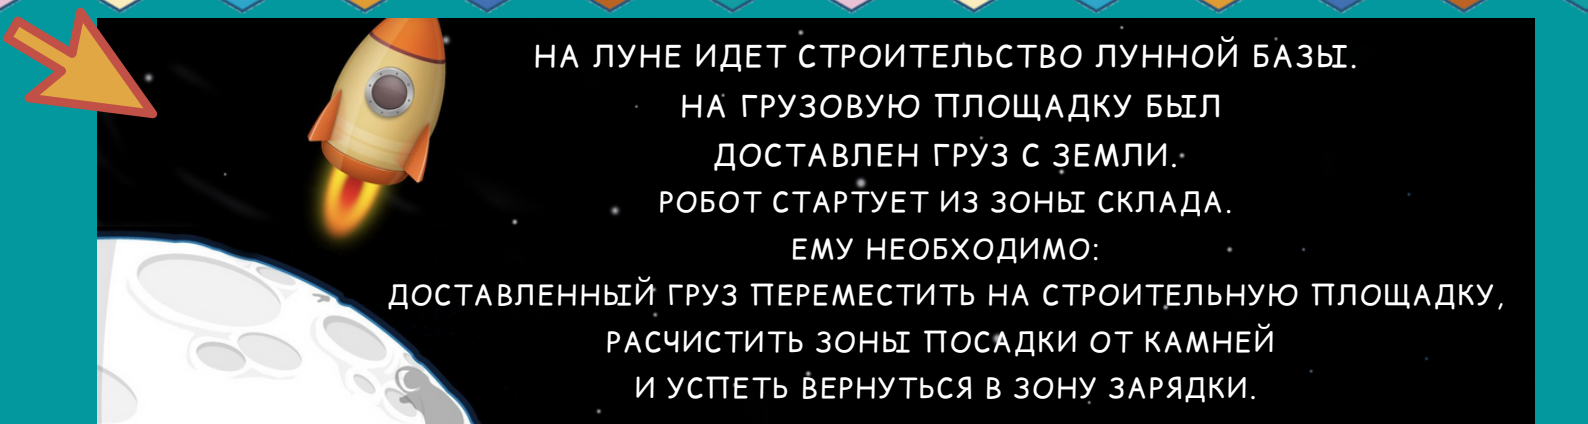 НА ЛУНЕ ИДЕТ СТРОИТЕЛЬСТВО ЛУННОЙ БАЗЫ.
НА ГРУЗОВУЮ ПЛОЩАДКУ БЫЛ
ДОСТАВЛЕН ГРУЗ С ЗЕМЛИ.
РОБОТ СТАРТУЕТ ИЗ ЗОНЫ СКЛАДА.
ЕМУ НЕОБХОДИМО:
ДОСТАВЛЕННЫЙ ГРУЗ ПЕРЕМЕСТИТЬ НА СТРОИТЕЛЬНУЮ ПЛОЩАДКУ,
РАСЧИСТИТЬ ЗОНЫ ПОСАДКИ ОТ КАМНЕЙ
И УСПЕТЬ ВЕРНУТЬСЯ В ЗОНУ ЗАРЯДКИ.